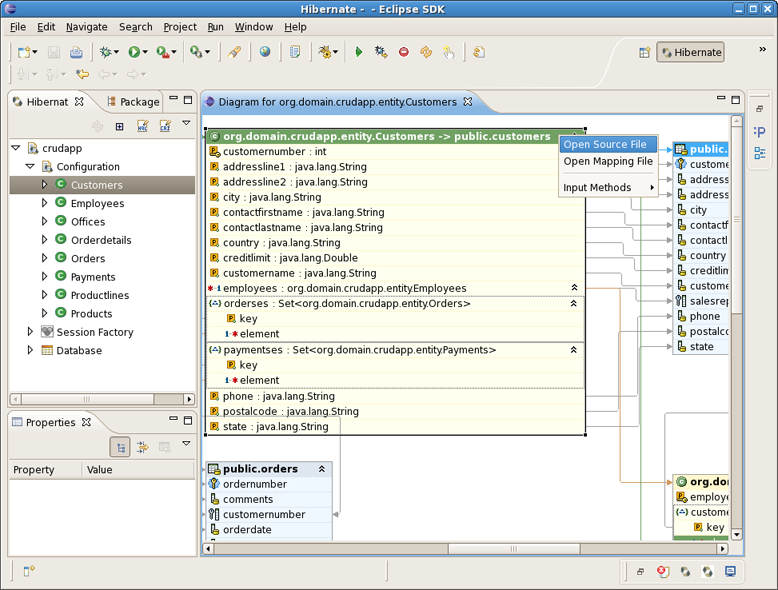 Hibernate - - Eclipse SDK
File Edit Navigate Search Project Run Window Help
Hibernate
»
Hibernat
Package
crudapp
Configuration
Customers
Employees
Offices
Orderdetails
Orders
Payments
Productlines
Products
Session Factory
Database
Properties
Property Value
Diagram for org.domain.crudapp.entity.Customers
org.domain.crudapp.entity.Customers -> public.customers
customernumber : int
addressline1 : java.lang.String
addressline2 : java.lang.String
city : java.lang.String
contactfirstname : java.lang.String
contactlastname : java.lang.String
country : java.lang.String
creditlimit : java.lang.Double
customername : java.lang.String
employees : org.domain.crudapp.entity.Employees
orderses : Set<org.domain.crudapp.entity.Orders>
key
element
paymentses : Set<org.domain.crudapp.entity.Payments>
key
element
phone : java.lang.String
postalcode : java.lang.String
state : java.lang.String
Open Source File
Open Mapping File
Input Methods
public.orders
ordernumber
comments
customernumber
orderdate
public.
custome
address
address
city
contactf
contactl
country
creditlim
custome
salesrep
phone
postalco
state
org.do
employe
custome
key